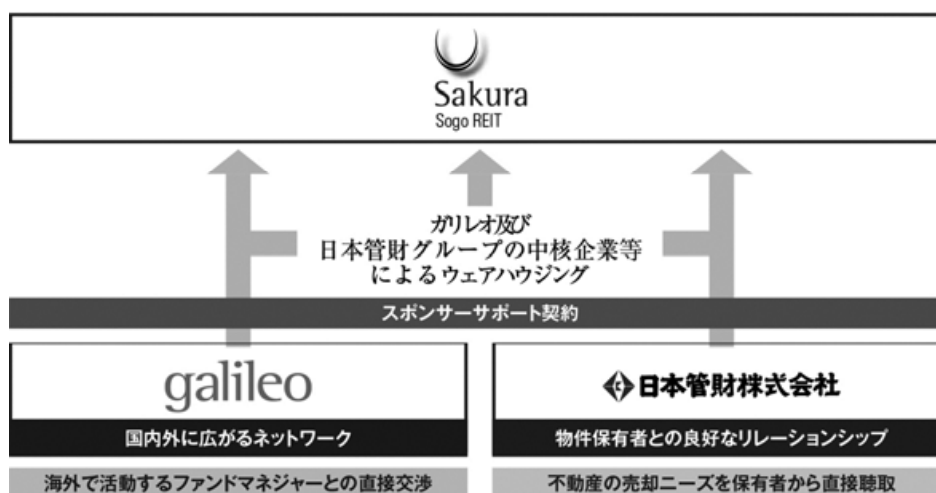 Sakura
Sogo REIT
ガリレオ及び
日本管財グループの中核企業等
によるウェアハウジング
スポンサーサポート契約
galileo
日本管財株式会社
国内外に広がるネットワーク
物件保有者との良好なリレーションシップ
海外で活動するファンドマネジャーとの直接交渉
不動産の売却ニーズを保有者から直接聴取